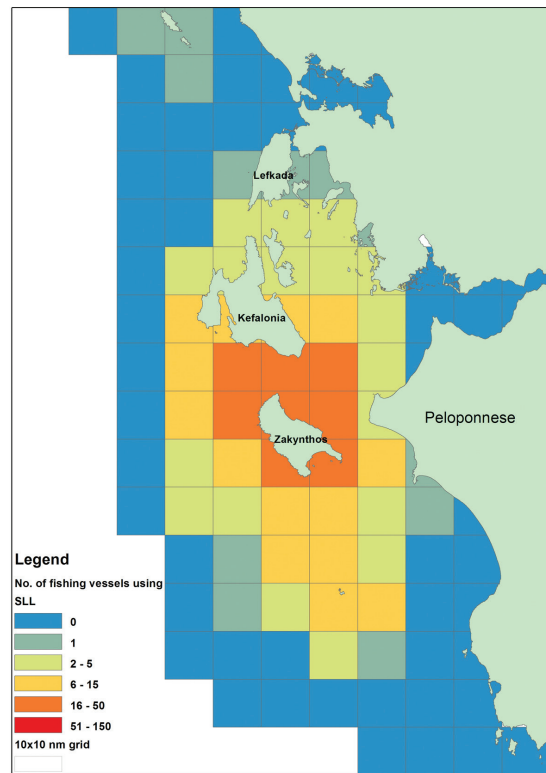 Lefkada
Kefalonia
Zakynthos
Peloponnese
Legend
No. of fishing vessels using
SLL
0
1
2 - 5
6 - 15
16 - 50
51 - 150
10x10 nm grid